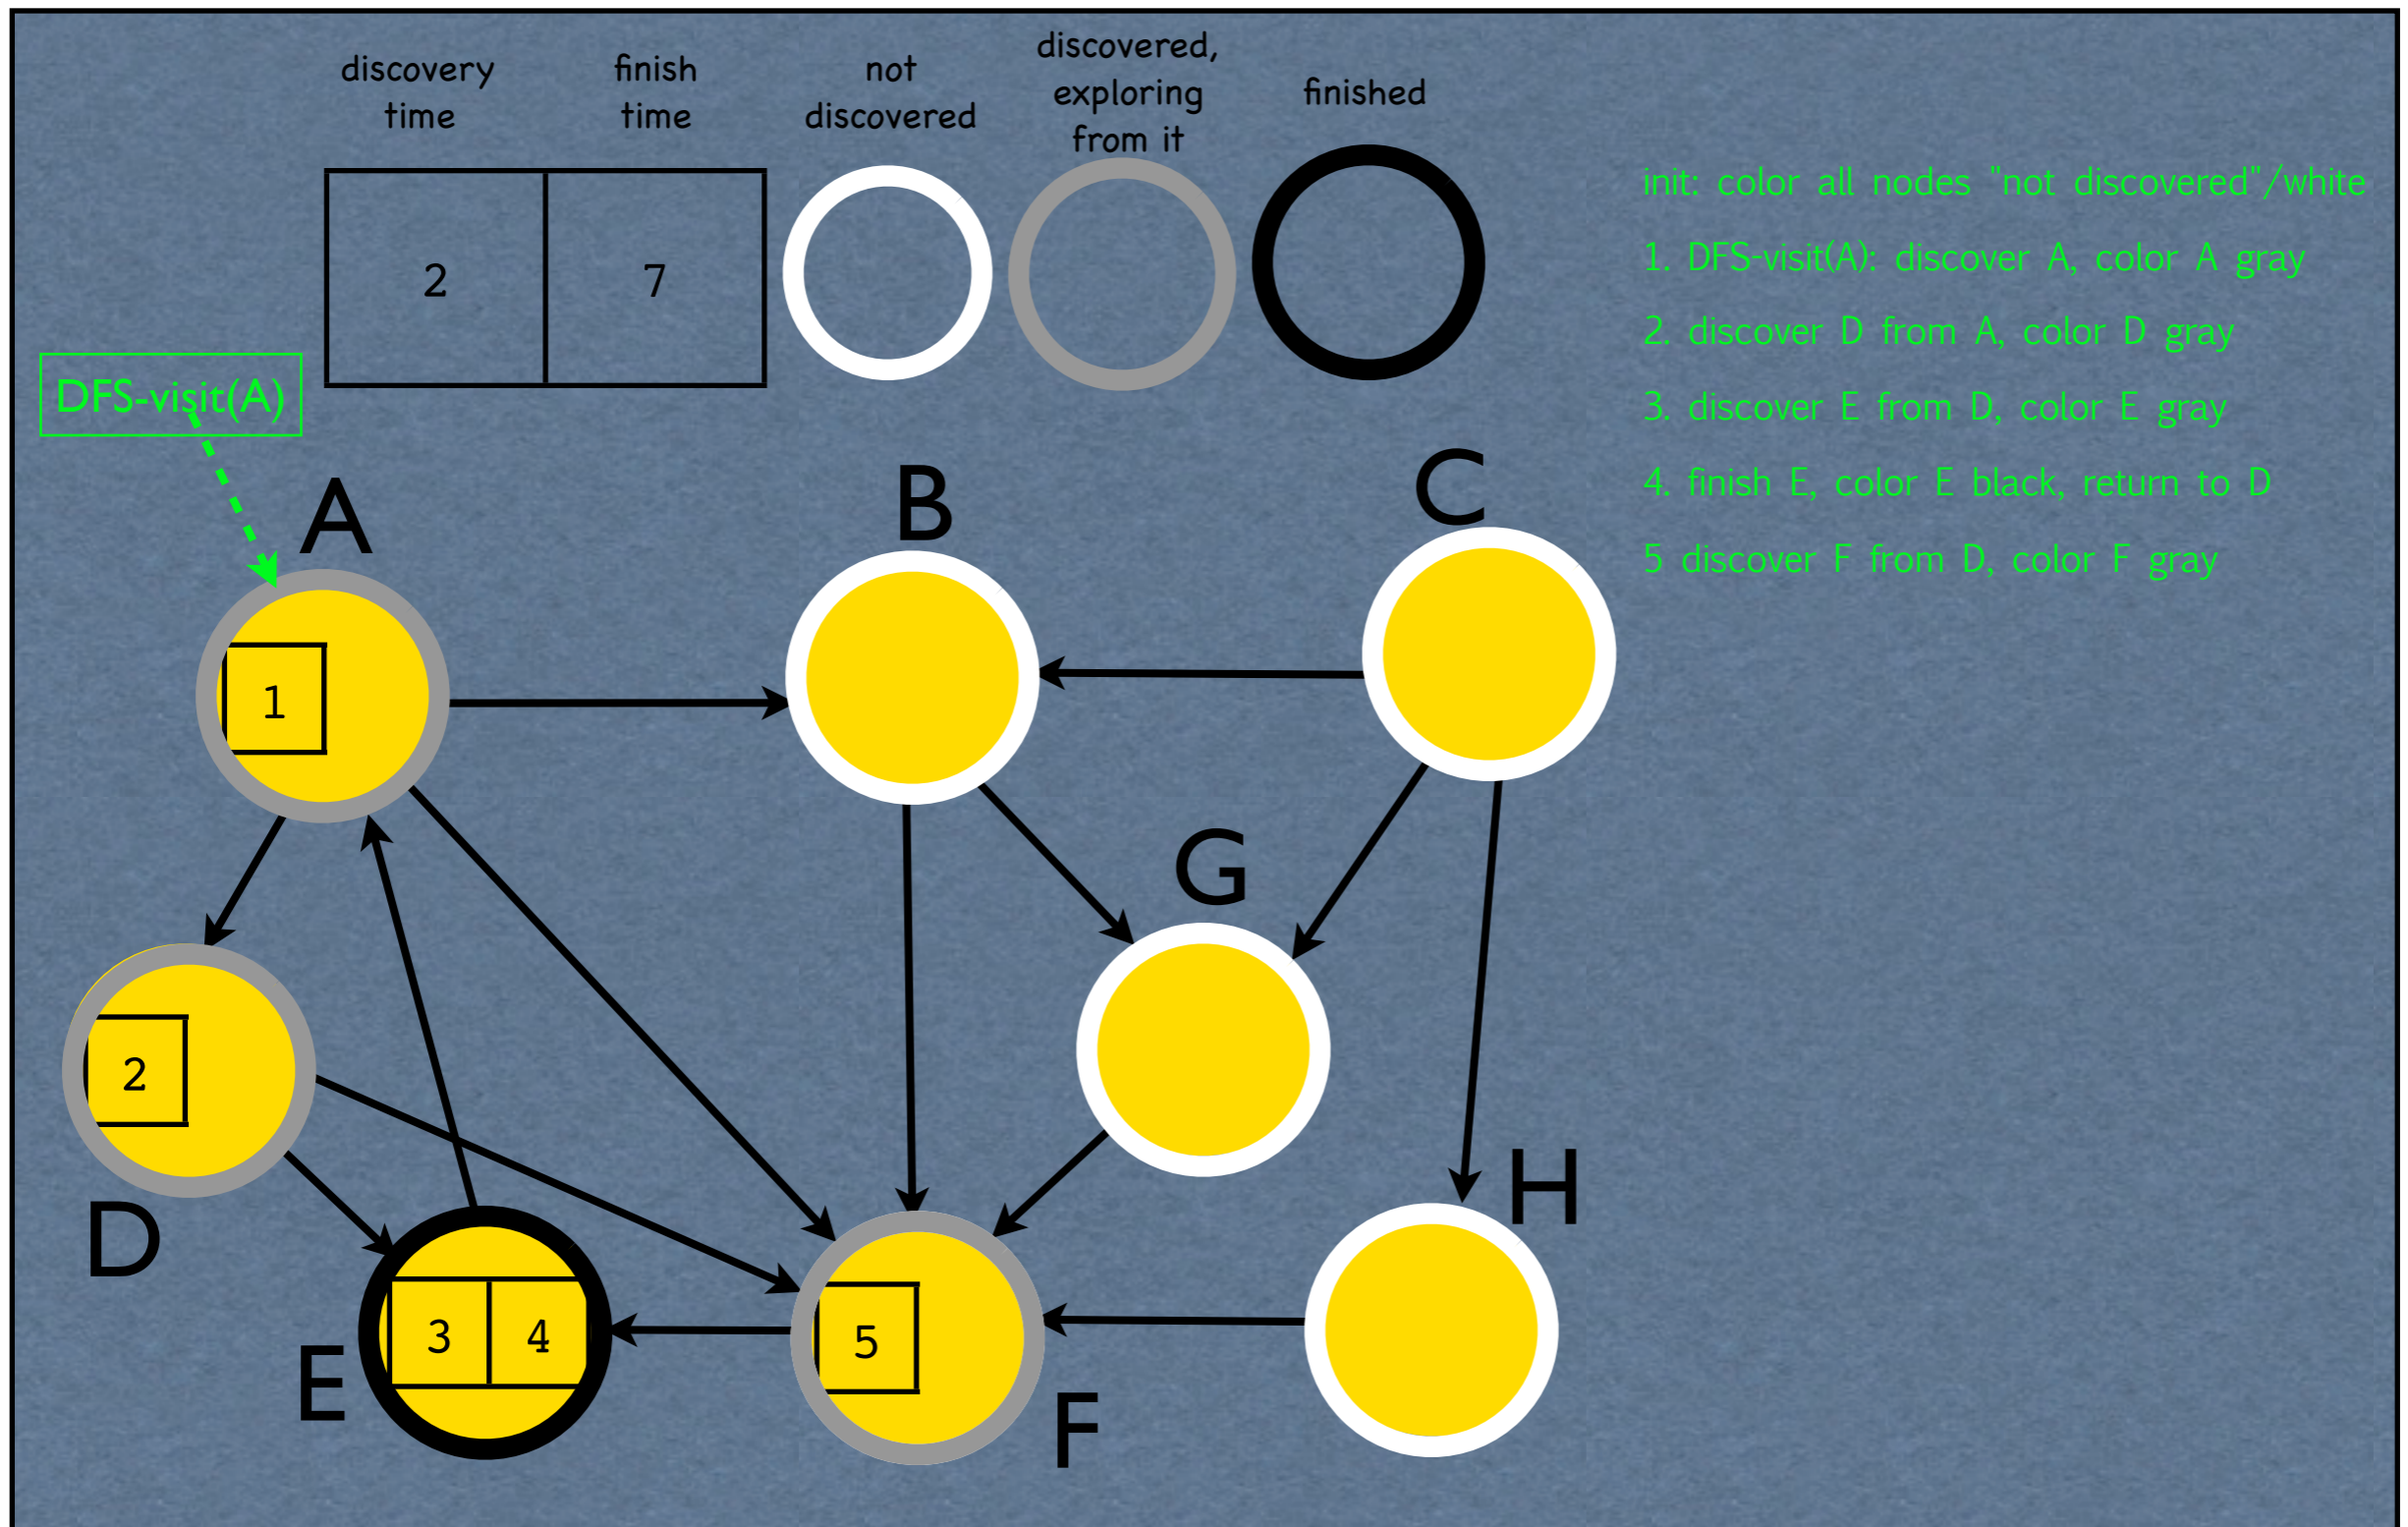 discovery
time
finish
time
not
discovered
discovered,
exploring
from it
finished
2
7
init: color all nodes "not discovered"/white
1. DFS-visit(A): discover A, color A gray
2. discover D from A, color D gray
3. discover E from D, color E gray
4. finish E, color E black, return to D
5 discover F from D, color F gray
DFS-visit(A)
A
B
C
1
G
2
D
H
E
3
4
5
F